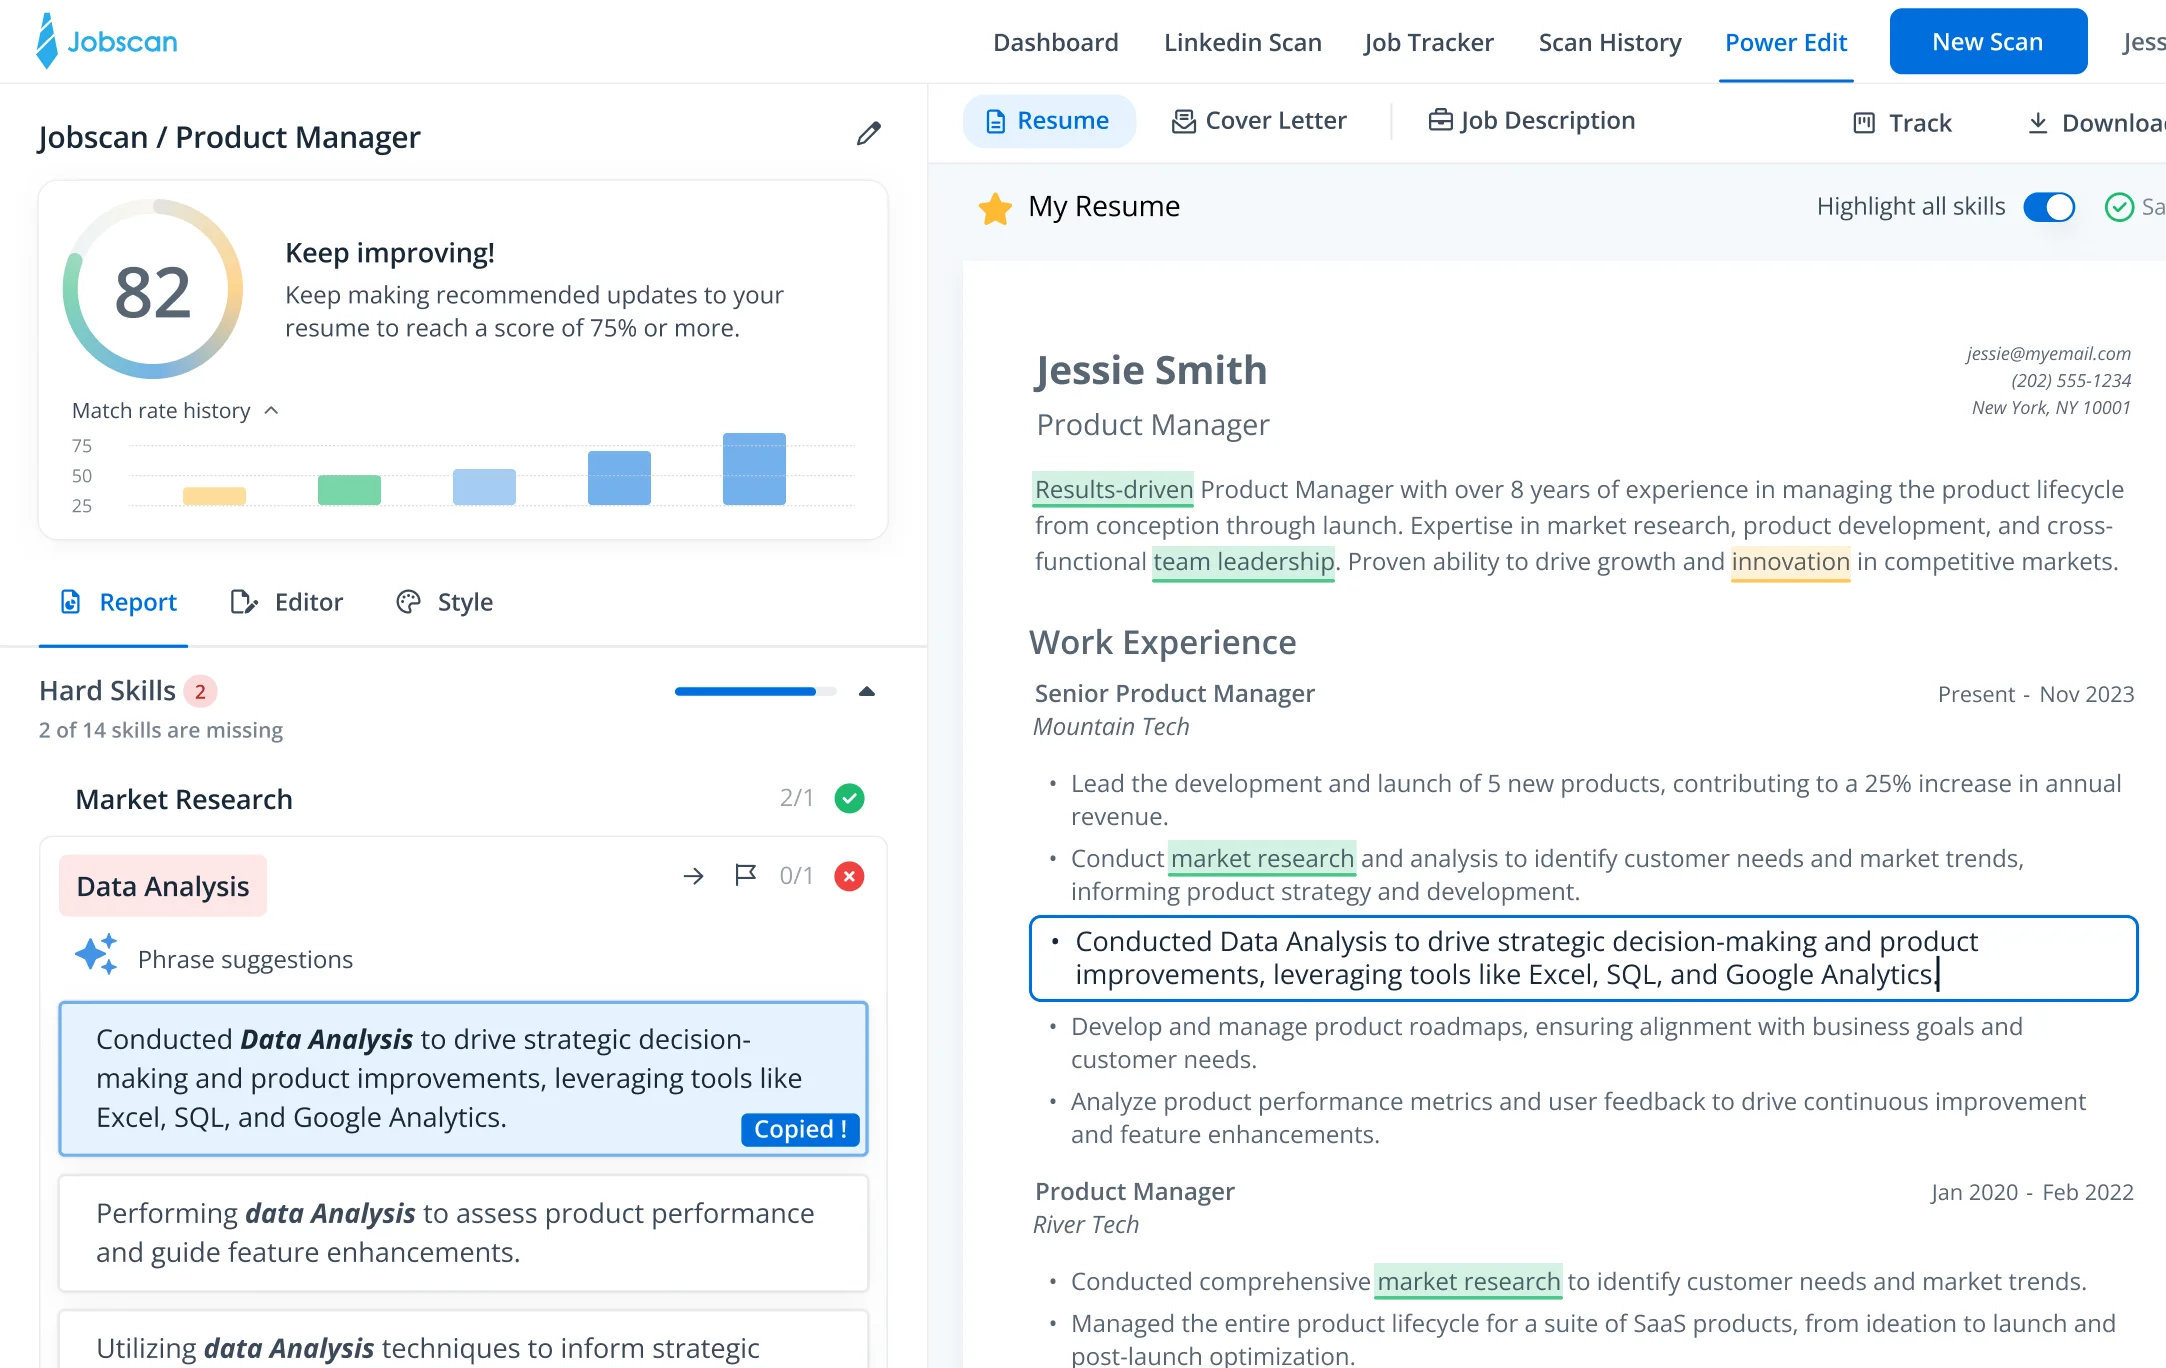 Jobscan
Dashboard
Linkedin Scan
Job Tracker
Scan History
Power Edit
New Scan
Jess
Jobscan / Product Manager
82
Keep improving!
Keep making recommended updates to your
resume to reach a score of 75% or more.
Match rate history
75
50
25
Report
Editor
Style
Hard Skills 2
2 of 14 skills are missing
Market Research
2/1
Data Analysis
0/1
Phrase suggestions
Conducted Data Analysis to drive strategic decision-
making and product improvements, leveraging tools like
Excel, SQL, and Google Analytics.
Copied !
Performing data Analysis to assess product performance
and guide feature enhancements.
Utilizing data Analysis techniques to inform strategic
Resume
Cover Letter
Job Description
Track
Downloa
My Resume
Highlight all skills
Sa
Jessie Smith
Product Manager
jessie@myemail.com
(202) 555-1234
New York, NY 10001
Results-driven Product Manager with over 8 years of experience in managing the product lifecycle
from conception through launch. Expertise in market research, product development, and cross-
functional team leadership. Proven ability to drive growth and innovation in competitive markets.
Work Experience
Senior Product Manager
Present - Nov 2023
Mountain Tech
• Lead the development and launch of 5 new products, contributing to a 25% increase in annual
revenue.
• Conduct market research and analysis to identify customer needs and market trends,
informing product strategy and development.
• Conducted Data Analysis to drive strategic decision-making and product
improvements, leveraging tools like Excel, SQL, and Google Analytics.
• Develop and manage product roadmaps, ensuring alignment with business goals and
customer needs.
• Analyze product performance metrics and user feedback to drive continuous improvement
and feature enhancements.
Product Manager
Jan 2020 - Feb 2022
River Tech
• Conducted comprehensive market research to identify customer needs and market trends.
• Managed the entire product lifecycle for a suite of SaaS products, from ideation to launch and
post-launch optimization.